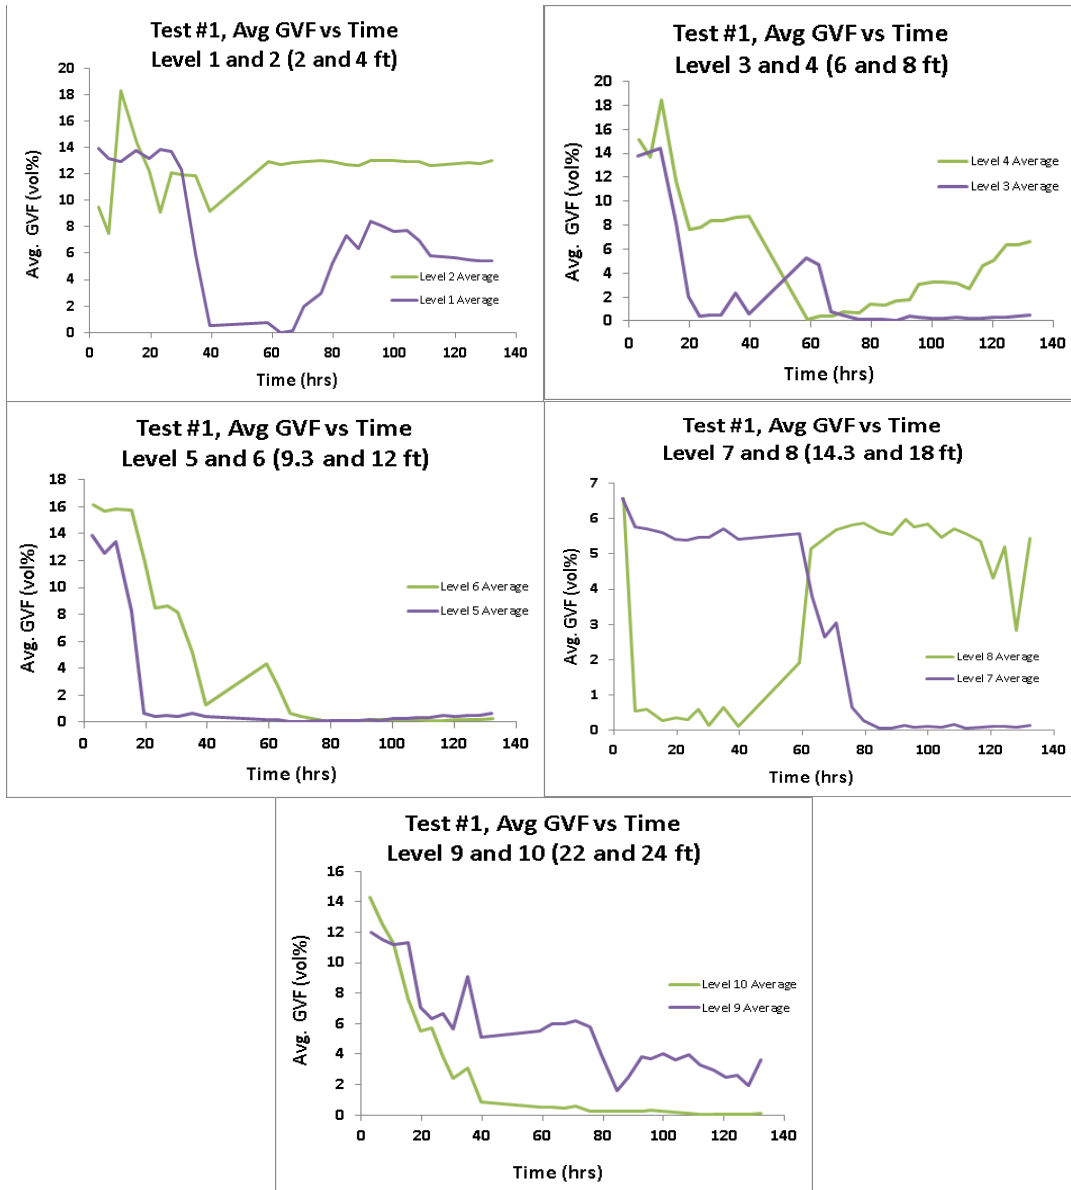 Test #1, Avg GVF vs Time
Level 1 and 2 (2 and 4 ft)
20
18
16
14
12
10
8
6
4
2
0
Avg. GVF (vol%)
Level 2 Average
Level 1 Average
0 20 40 60 80 100 120 140
Time (hrs)
Test #1, Avg GVF vs Time
Level 3 and 4 (6 and 8 ft)
20
18
16
14
12
10
8
6
4
2
0
Avg. GVF (vol%)
Level 4 Average
Level 3 Average
0 20 40 60 80 100 120 140
Time (hrs)
Test #1, Avg GVF vs Time
Level 5 and 6 (9.3 and 12 ft)
18
16
14
12
10
8
6
4
2
0
Avg. GVF (vol%)
Level 6 Average
Level 5 Average
0 20 40 60 80 100 120 140
Time (hrs)
Test #1, Avg GVF vs Time
Level 7 and 8 (14.3 and 18 ft)
7
6
5
4
3
2
1
0
Avg. GVF (vol%)
Level 8 Average
Level 7 Average
0 20 40 60 80 100 120 140
Time (hrs)
Test #1, Avg GVF vs Time
Level 9 and 10 (22 and 24 ft)
16
14
12
10
8
6
4
2
0
Avg. GVF (vol%)
Level 10 Average
Level 9 Average
0 20 40 60 80 100 120 140
Time (hrs)